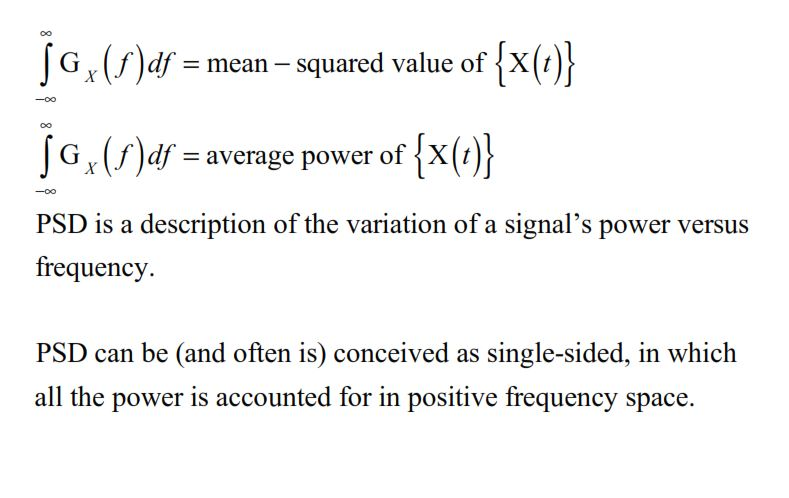 ∫_{−∞}^{∞} G_X(f)df = mean – squared value of {X(t)}
∫_{−∞}^{∞} G_X(f)df = average power of {X(t)}
PSD is a description of the variation of a signal’s power versus
frequency.
PSD can be (and often is) conceived as single-sided, in which
all the power is accounted for in positive frequency space.